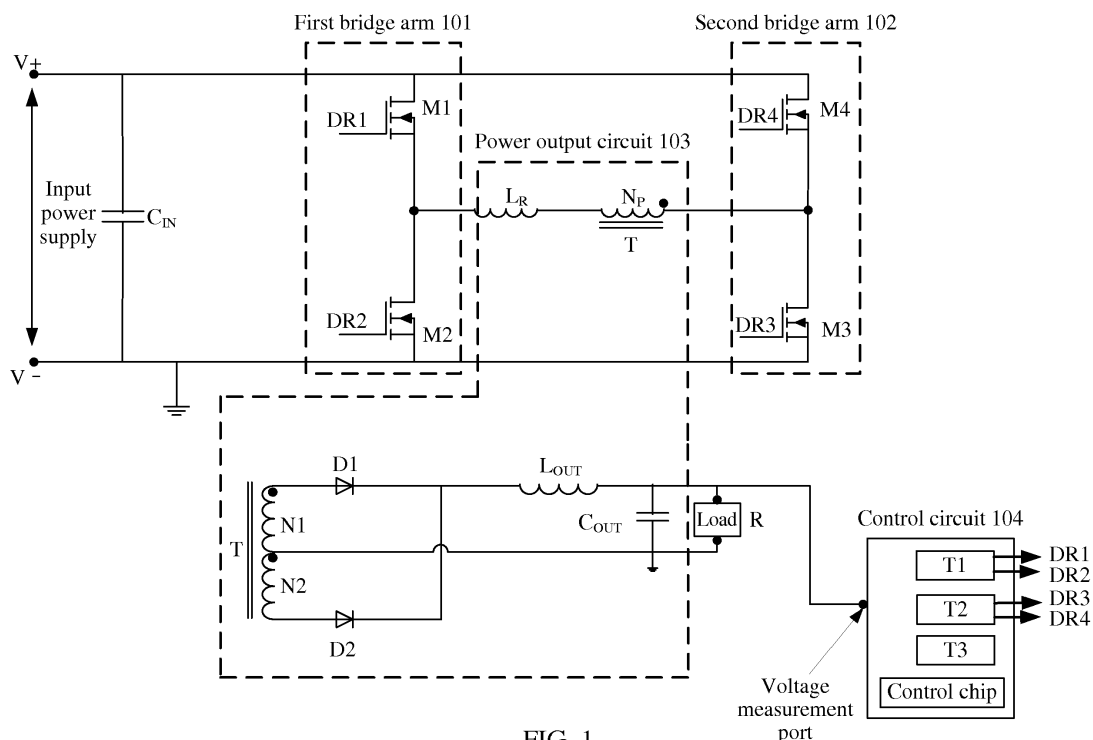 First bridge arm 101
Second bridge arm 102
V+
M1
DR1
M4
DR4
Power output circuit 103
Input
power
supply
CIN
LR
NP
T
DR2
M2
DR3
M3
V -
D1
LOUT
N1
COUT
Load
R
Control circuit 104
T
N2
T1
DR1
DR2
T2
DR3
DR4
T3
D2
Control chip
Voltage
measurement
port
FIG. 1